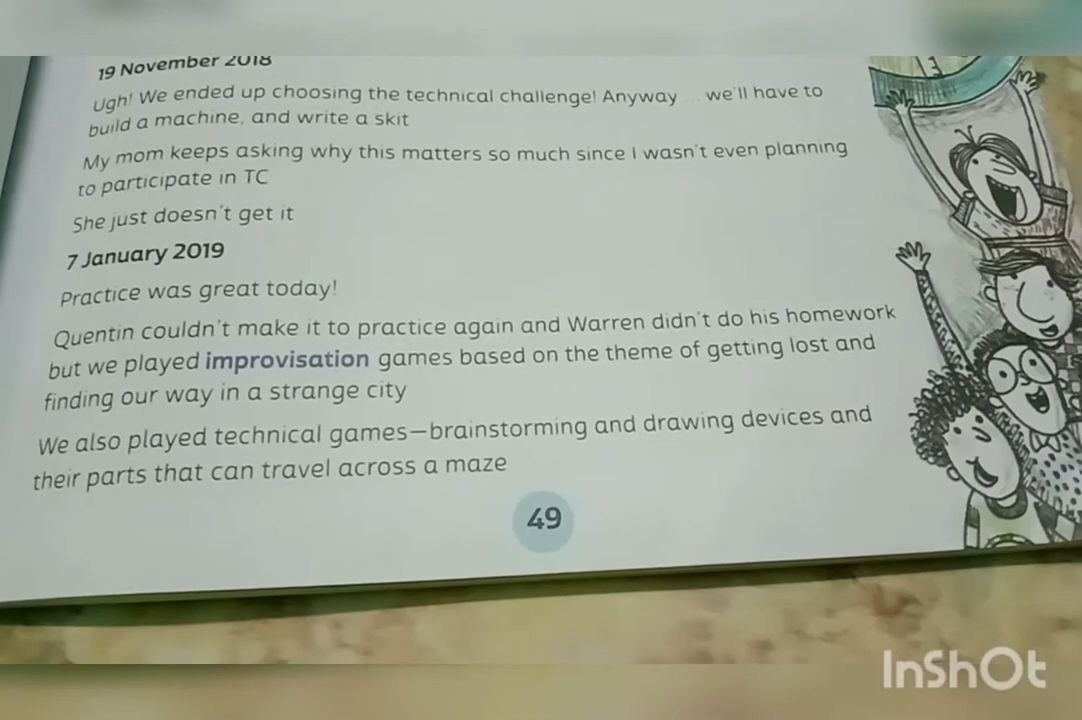 19 November 2018
Ugh! We ended up choosing the technical challenge! Anyway ... we'll have to
build a machine, and write a skit
My mom keeps asking why this matters so much since I wasn't even planning
to participate in TC
She just doesn't get it
7 January 2019
Practice was great today!
Quentin couldn't make it to practice again and Warren didn't do his homework
but we played improvisation games based on the theme of getting lost and
finding our way in a strange city
We also played technical games—brainstorming and drawing devices and
their parts that can travel across a maze
49
InShOt